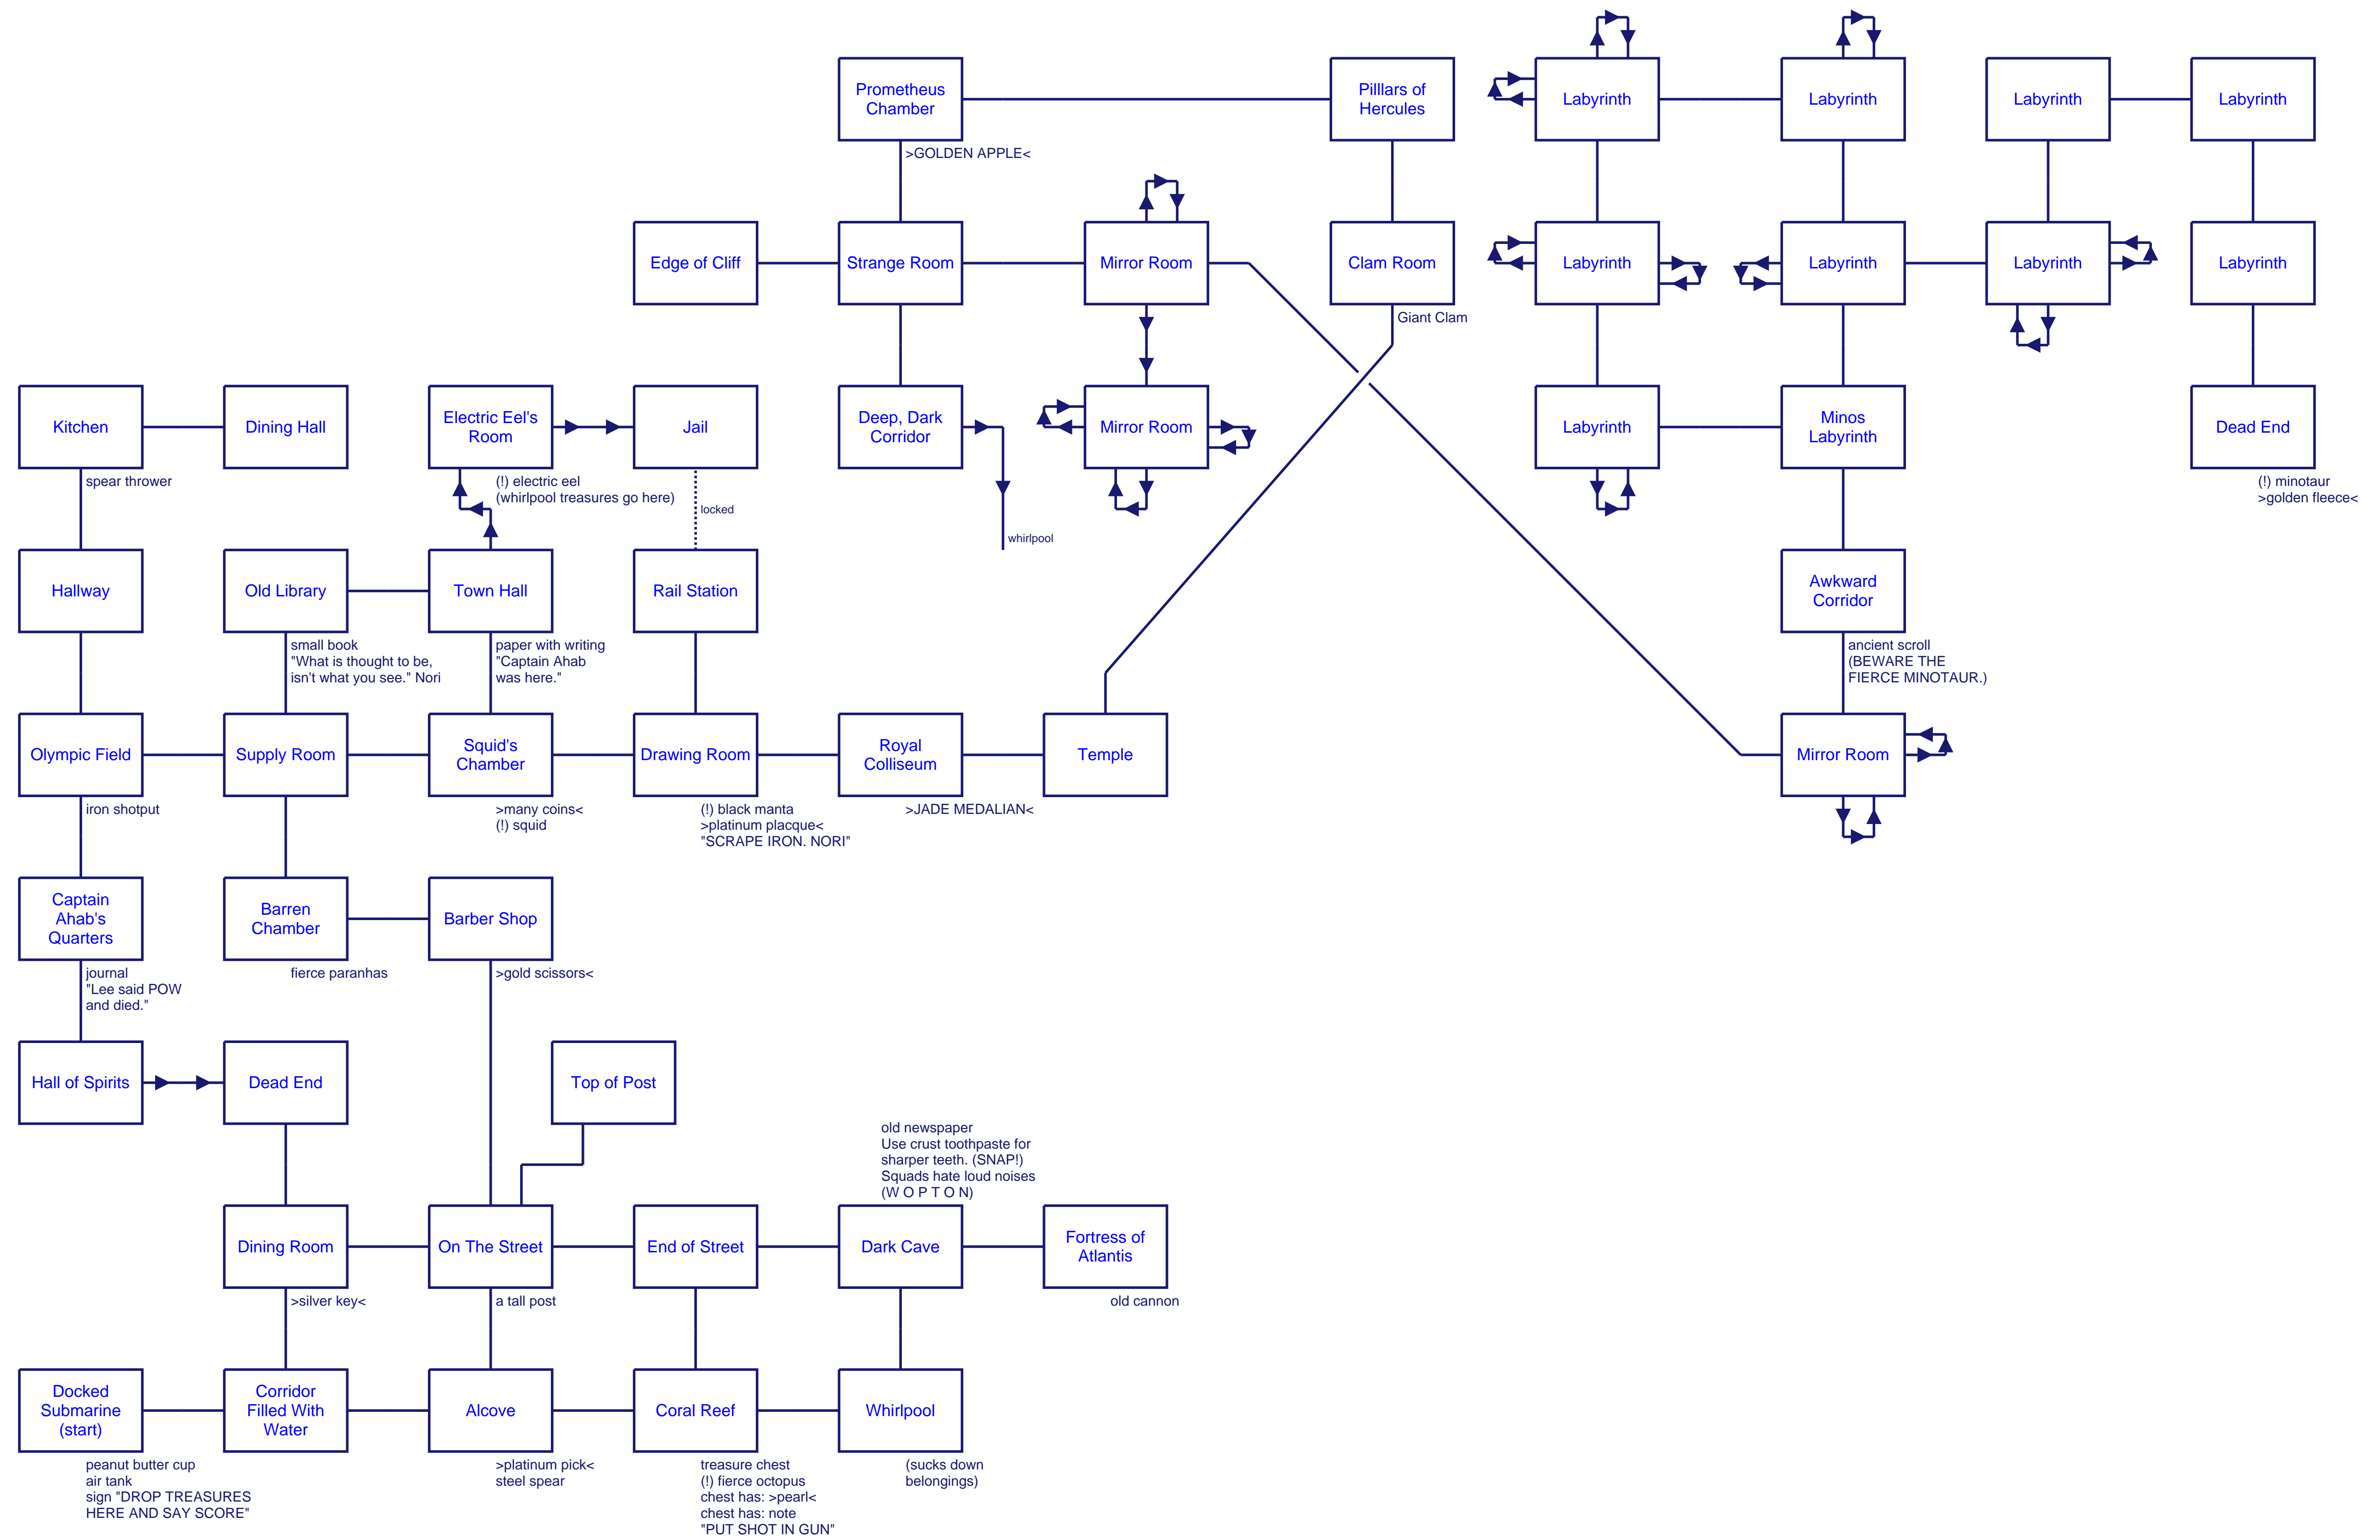 Prometheus
Chamber
Pilllars of
Hercules
Labyrinth
Labyrinth
Labyrinth
Labyrinth
>GOLDEN APPLE<
Edge of Cliff
Strange Room
Mirror Room
Clam Room
Labyrinth
Labyrinth
Labyrinth
Labyrinth
Giant Clam
Kitchen
Dining Hall
Electric Eel's
Room
Jail
Deep, Dark
Corridor
Mirror Room
Labyrinth
Minos
Labyrinth
Dead End
spear thrower
(!) electric eel
(whirlpool treasures go here)
locked
whirlpool
(!) minotaur
>golden fleece<
Hallway
Old Library
Town Hall
Rail Station
Awkward
Corridor
small book
"What is thought to be,
isn't what you see." Nori
paper with writing
"Captain Ahab
was here."
ancient scroll
(BEWARE THE
FIERCE MINOTAUR.)
Olympic Field
Supply Room
Squid's
Chamber
Drawing Room
Royal
Colliseum
Temple
Mirror Room
iron shotput
>many coins<
(!) squid
(!) black manta
>platinum placque<
"SCRAPE IRON. NORI"
>JADE MEDALIAN<
Captain
Ahab's
Quarters
Barren
Chamber
Barber Shop
journal
"Lee said POW
and died."
fierce paranhas
>gold scissors<
Hall of Spirits
Dead End
Top of Post
old newspaper
Use crust toothpaste for
sharper teeth. (SNAP!)
Squads hate loud noises
(W O P T O N)
Dining Room
On The Street
End of Street
Dark Cave
Fortress of
Atlantis
>silver key<
a tall post
old cannon
Docked
Submarine
(start)
Corridor
Filled With
Water
Alcove
Coral Reef
Whirlpool
peanut butter cup
air tank
sign "DROP TREASURES
HERE AND SAY SCORE"
>platinum pick<
steel spear
treasure chest
(!) fierce octopus
chest has: >pearl<
chest has: note
"PUT SHOT IN GUN"
(sucks down
belongings)